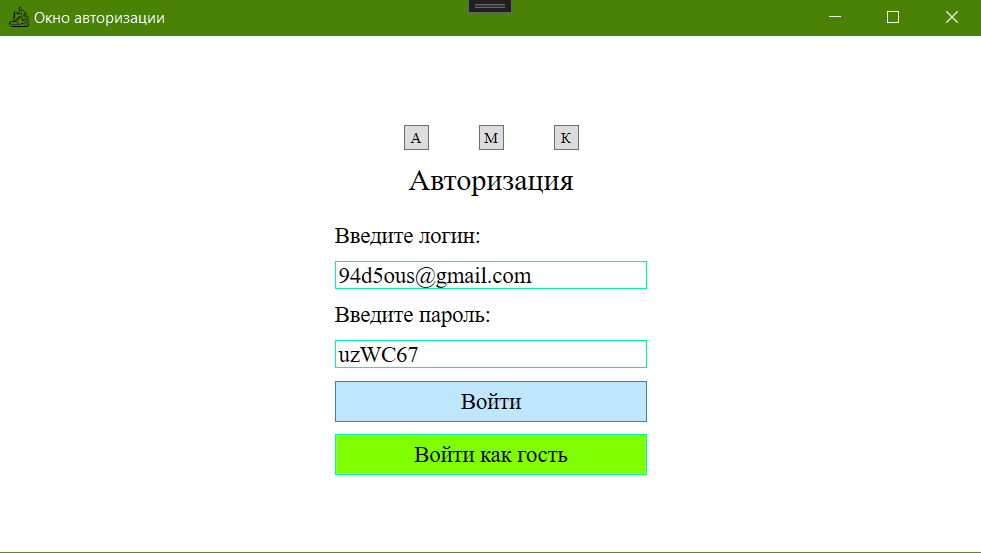 Окно авторизации
А М К
Авторизация
Введите логин:
94d5ous@gmail.com
Введите пароль:
uzWC67
Войти
Войти как гость